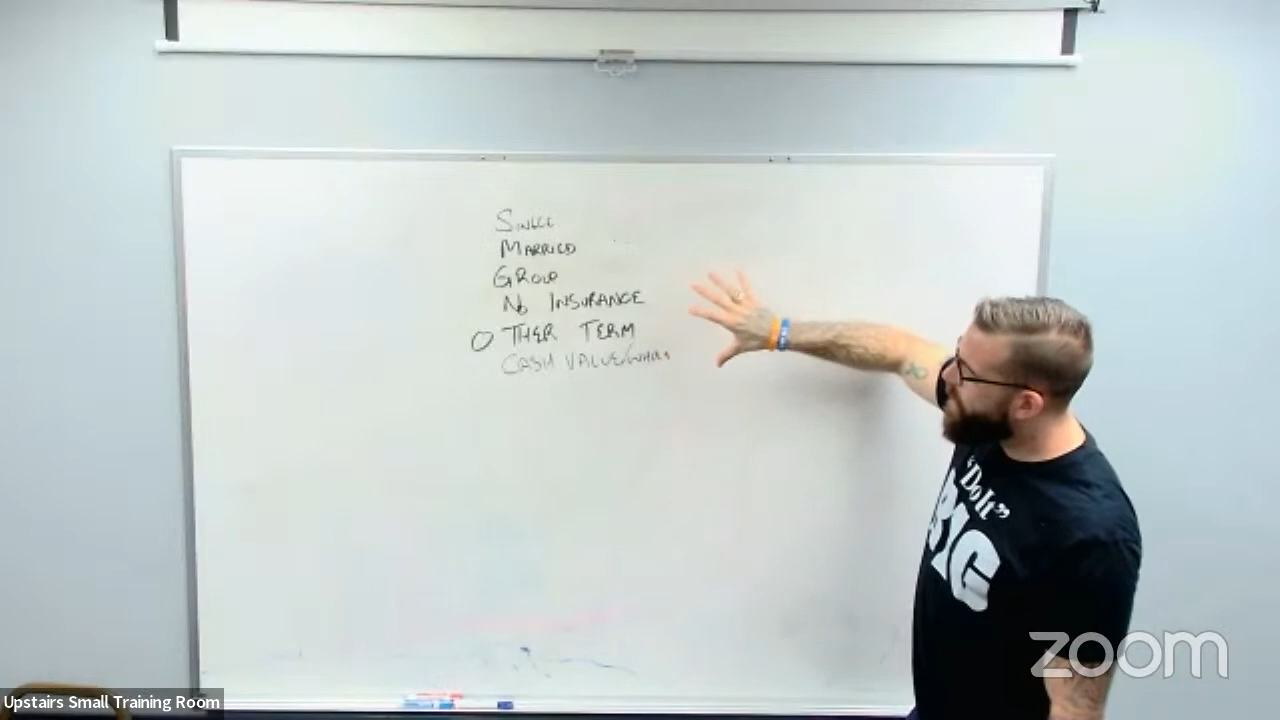 SINGLE
MARRIED
GROUP
NO INSURANCE
OTHER TERM
CASH VALUE/WHOLE
"Do It"
BIG
zoom
Upstairs Small Training Room